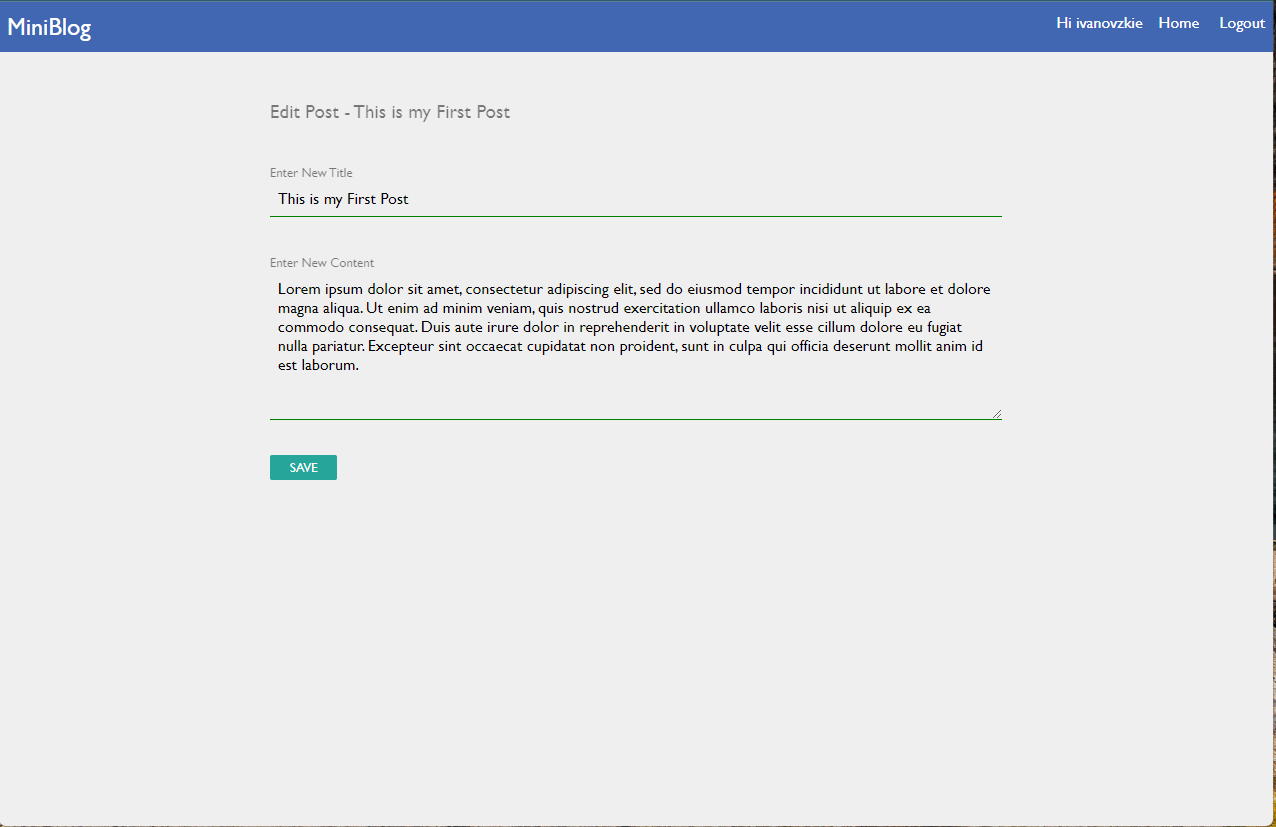 MiniBlog
Hi ivanovzkie Home Logout
Edit Post - This is my First Post
Enter New Title
This is my First Post
Enter New Content
Lorem ipsum dolor sit amet, consectetur adipiscing elit, sed do eiusmod tempor incididunt ut labore et dolore
magna aliqua. Ut enim ad minim veniam, quis nostrud exercitation ullamco laboris nisi ut aliquip ex ea
commodo consequat. Duis aute irure dolor in reprehenderit in voluptate velit esse cillum dolore eu fugiat
nulla pariatur. Excepteur sint occaecat cupidatat non proident, sunt in culpa qui officia deserunt mollit anim id
est laborum.
SAVE